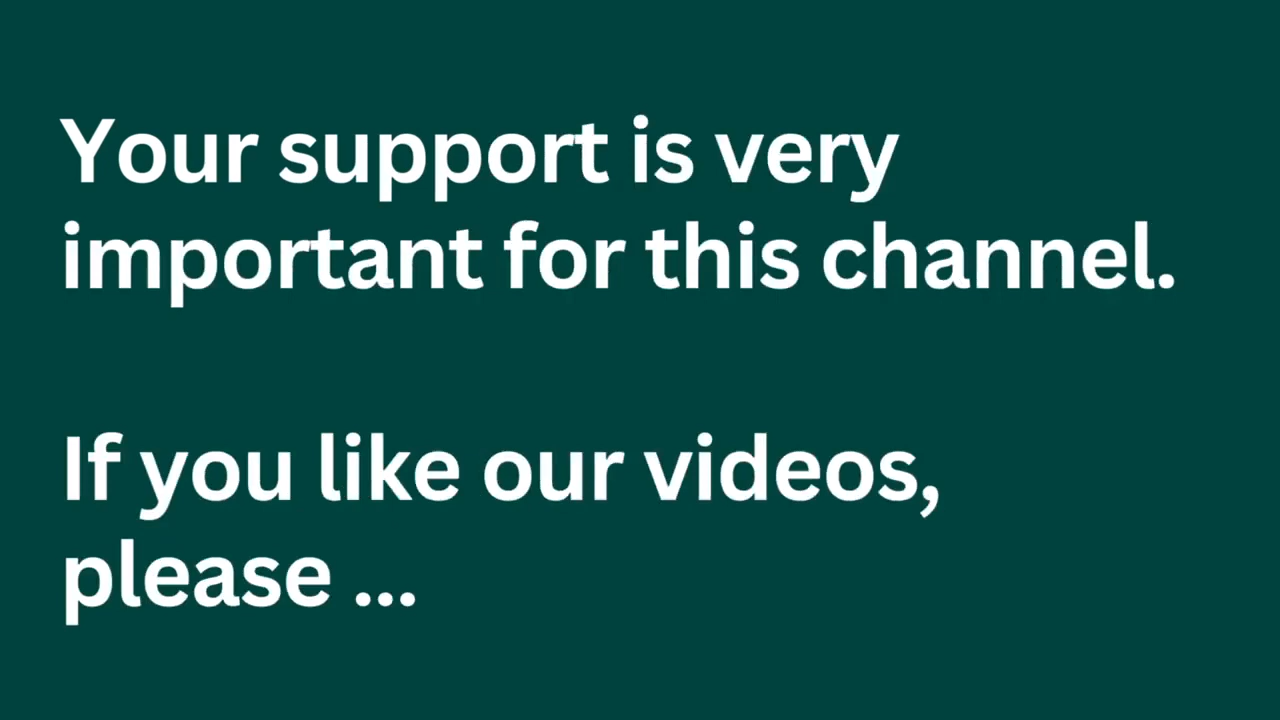 Your support is very
important for this channel.
If you like our videos,
please ...